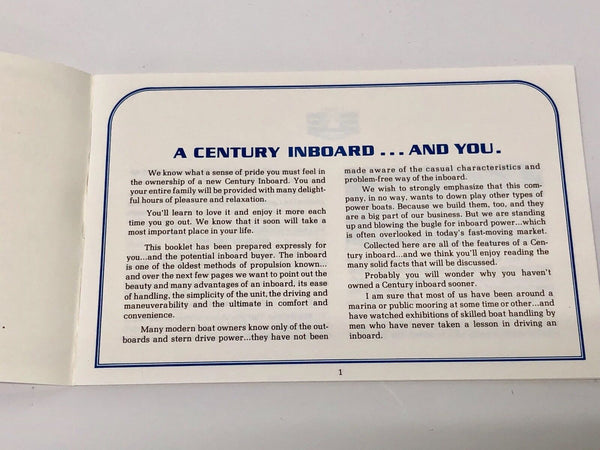 A CENTURY INBOARD . . . AND YOU.
We know what a sense of pride you must feel in
the ownership of a new Century Inboard. You and
your entire family will be provided with many delight-
ful hours of pleasure and relaxation.
You'll learn to love it and enjoy it more each
time you go out. We know that it soon will take a
most important place in your life.
This booklet has been prepared expressly for
you...and the potential inboard buyer. The inboard
is one of the oldest methods of propulsion known...
and over the next few pages we want to point out the
beauty and many advantages of an inboard, its ease
of handling, the simplicity of the unit, the driving and
maneuverability and the ultimate in comfort and
convenience.
Many modern boat owners know only of the out-
boards and stern drive power...they have not been
made aware of the casual characteristics and
problem-free way of the inboard.
We wish to strongly emphasize that this com-
pany, in no way, wants to down play other types of
power boats. Because we build them, too, and they
are a big part of our business. But we are standing
up and blowing the bugle for inboard power...which
is often overlooked in today's fast-moving market.
Collected here are all of the features of a Cen-
tury inboard...and we think you'll enjoy reading the
many solid facts that will be discussed.
Probably you will wonder why you haven't
owned a Century inboard sooner.
I am sure that most of us have been around a
marina or public mooring at some time or other...and
have watched exhibitions of skilled boat handling by
men who have never taken a lesson in driving an
inboard.
1